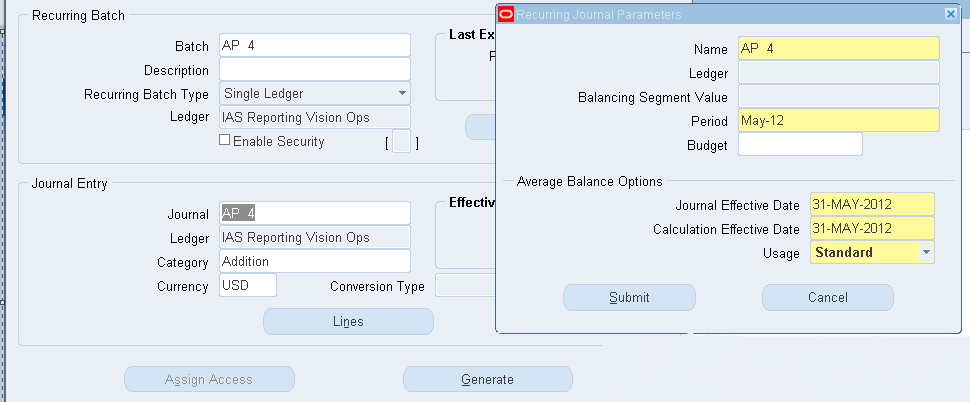 Recurring Batch
Batch AP 4
Description
Recurring Batch Type Single Ledger
Ledger IAS Reporting Vision Ops
Enable Security [ ]
Last Ex
Journal Entry
Journal AP 4
Ledger IAS Reporting Vision Ops
Category Addition
Currency USD Conversion Type
Effectiv
Lines
Assign Access Generate
Recurring Journal Parameters
Name AP 4
Ledger
Balancing Segment Value
Period May-12
Budget
Average Balance Options
Journal Effective Date 31-MAY-2012
Calculation Effective Date 31-MAY-2012
Usage Standard
Submit Cancel